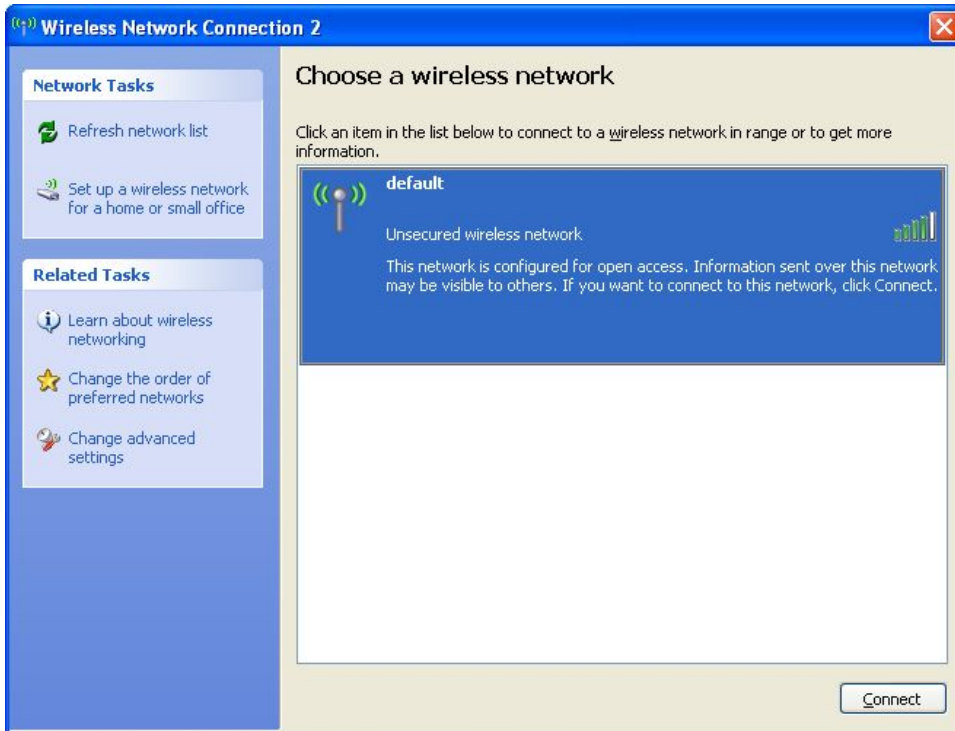 Wireless Network Connection 2
Network Tasks
Refresh network list
Set up a wireless network
for a home or small office
Related Tasks
Learn about wireless
networking
Change the order of
preferred networks
Change advanced
settings
Choose a wireless network
Click an item in the list below to connect to a wireless network in range or to get more
information.
default
Unsecured wireless network
This network is configured for open access. Information sent over this network
may be visible to others. If you want to connect to this network, click Connect.
Connect